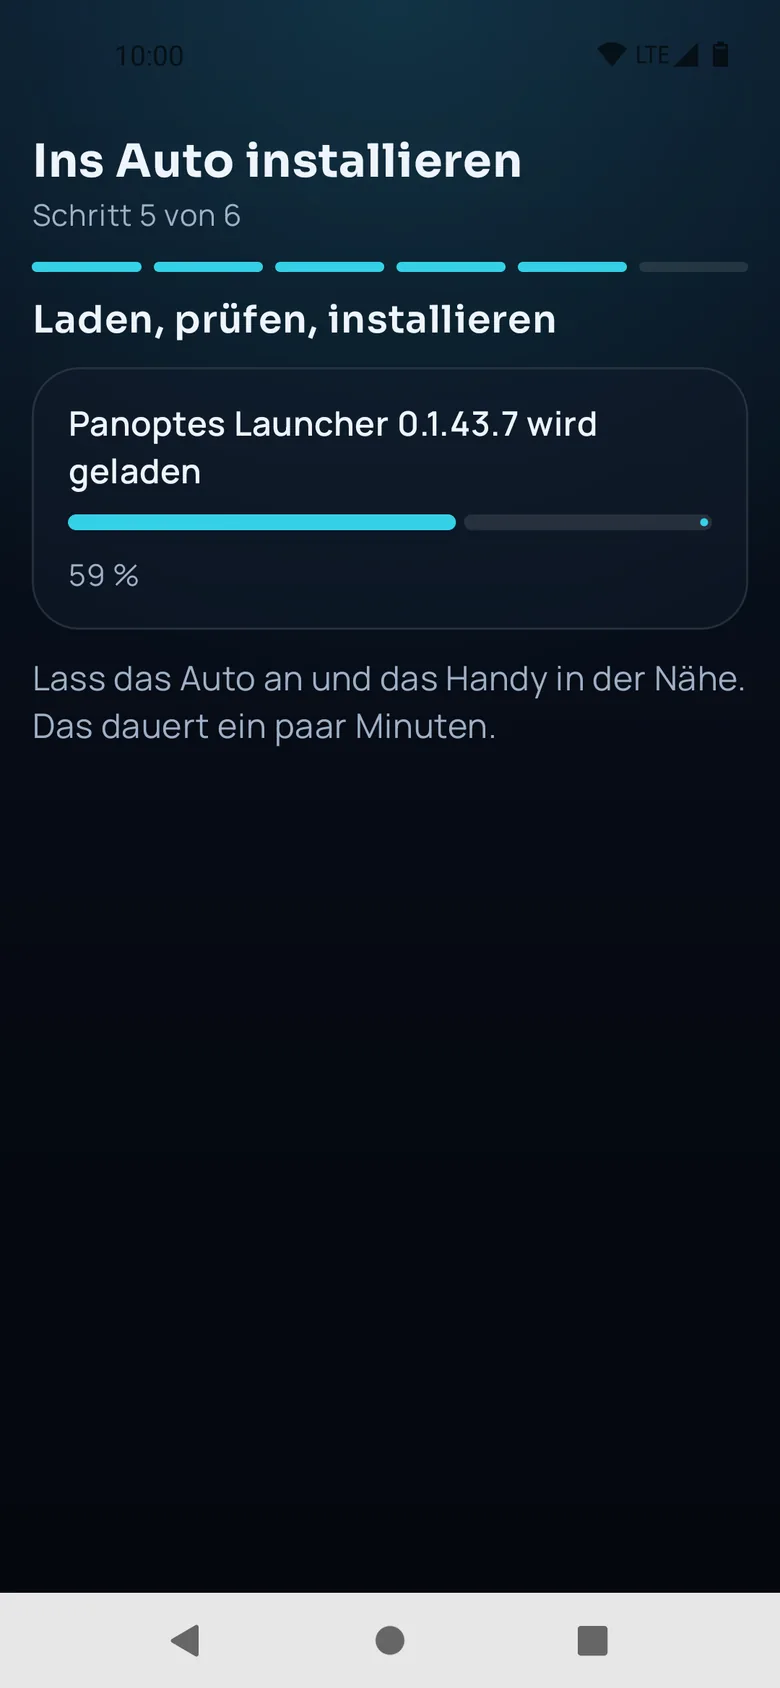 10:00
LTE
Ins Auto installieren
Schritt 5 von 6
Laden, prüfen, installieren
Panoptes Launcher 0.1.43.7 wird
geladen
59 %
Lass das Auto an und das Handy in der Nähe.
Das dauert ein paar Minuten.